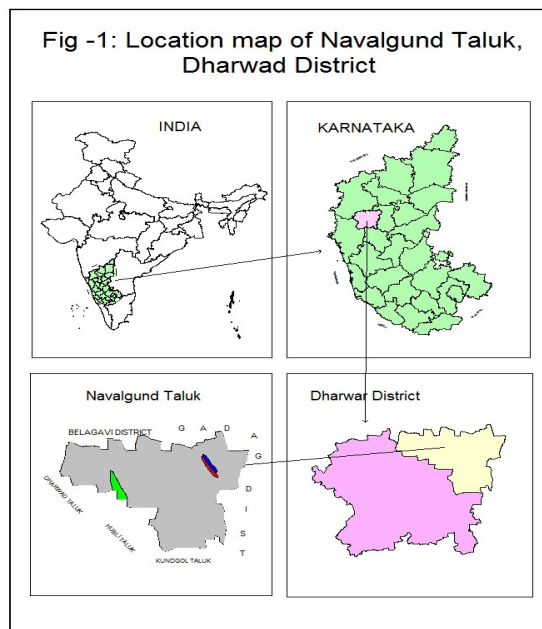 Fig -1: Location map of Navalgund Taluk,
Dharwad District
INDIA
KARNATAKA
Navalgund Taluk
BELAGAVI DISTRICT
G A D A G D I S T
DHARWAD TALUK
HUBLI TALUK
KUNDGOL TALUK
Dharwar District